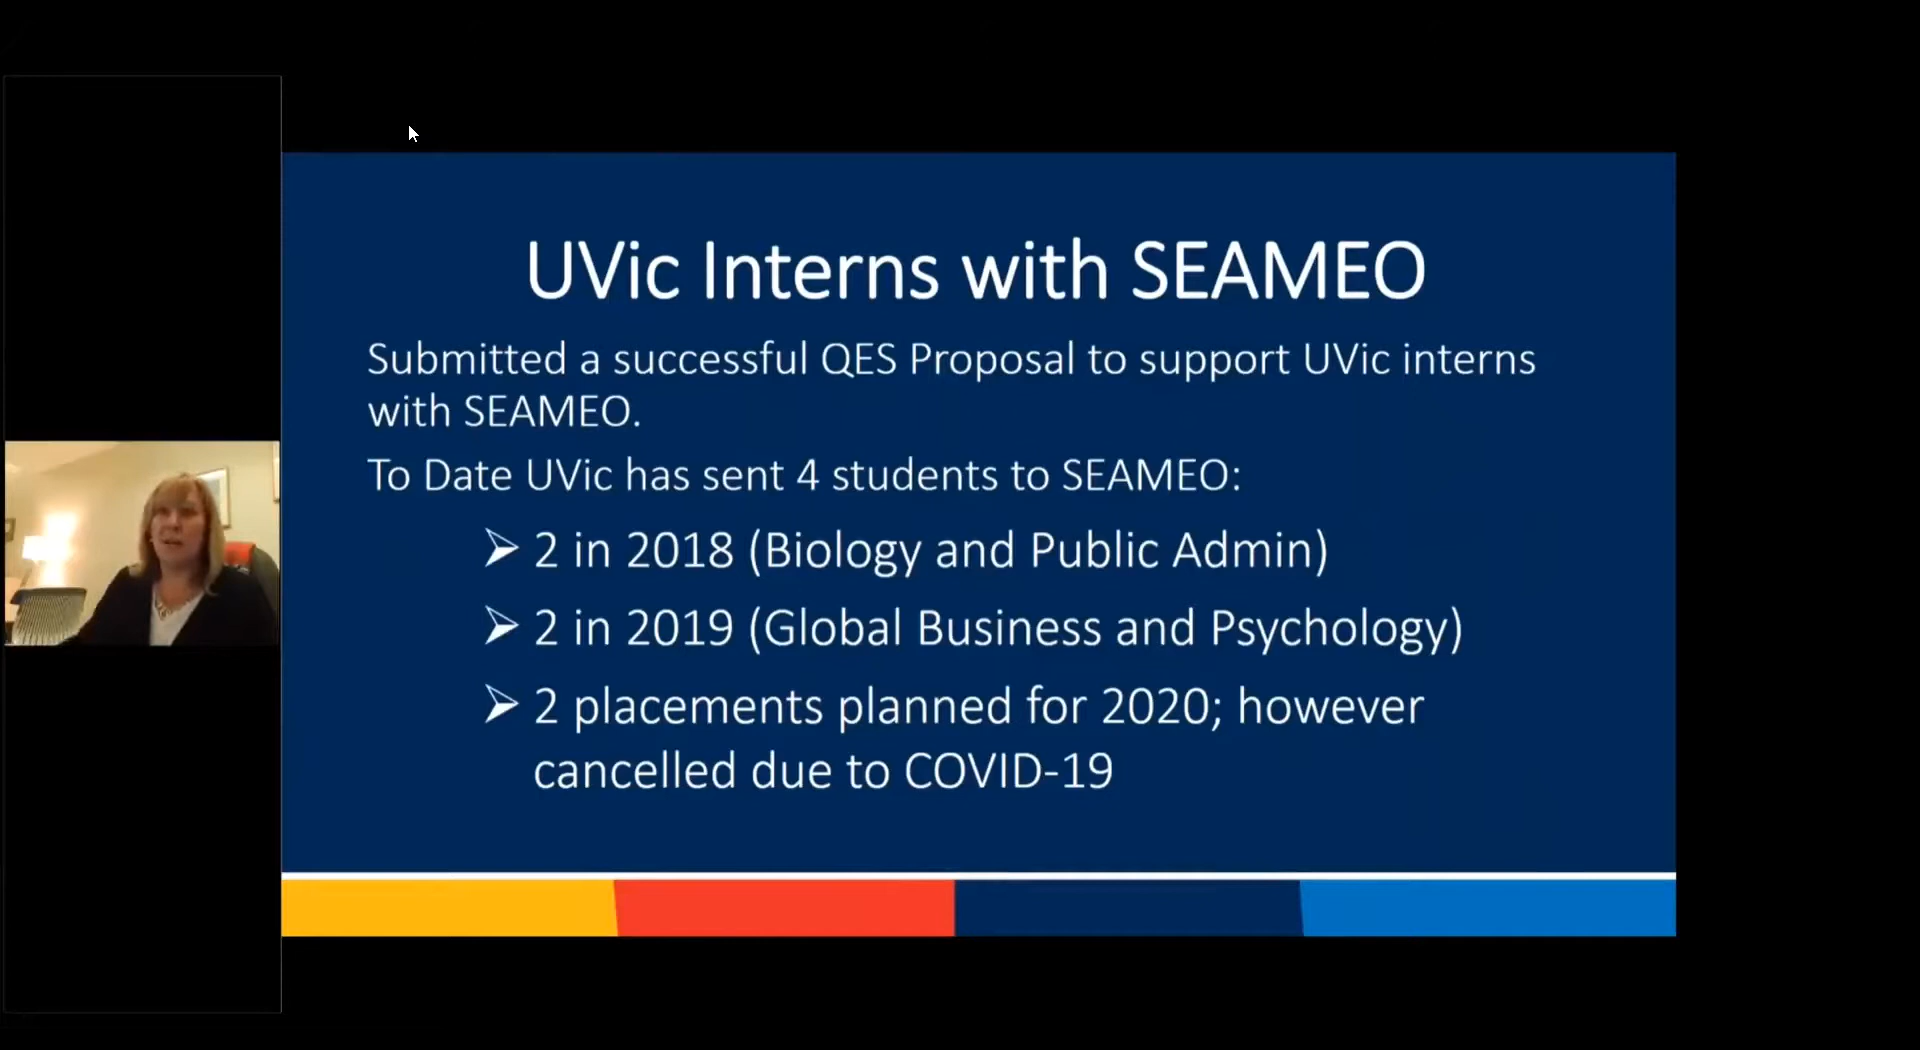 UVic Interns with SEAMEO
Submitted a successful QES Proposal to support UVic interns
with SEAMEO.
To Date UVic has sent 4 students to SEAMEO:
➢ 2 in 2018 (Biology and Public Admin)
➢ 2 in 2019 (Global Business and Psychology)
➢ 2 placements planned for 2020; however
cancelled due to COVID-19